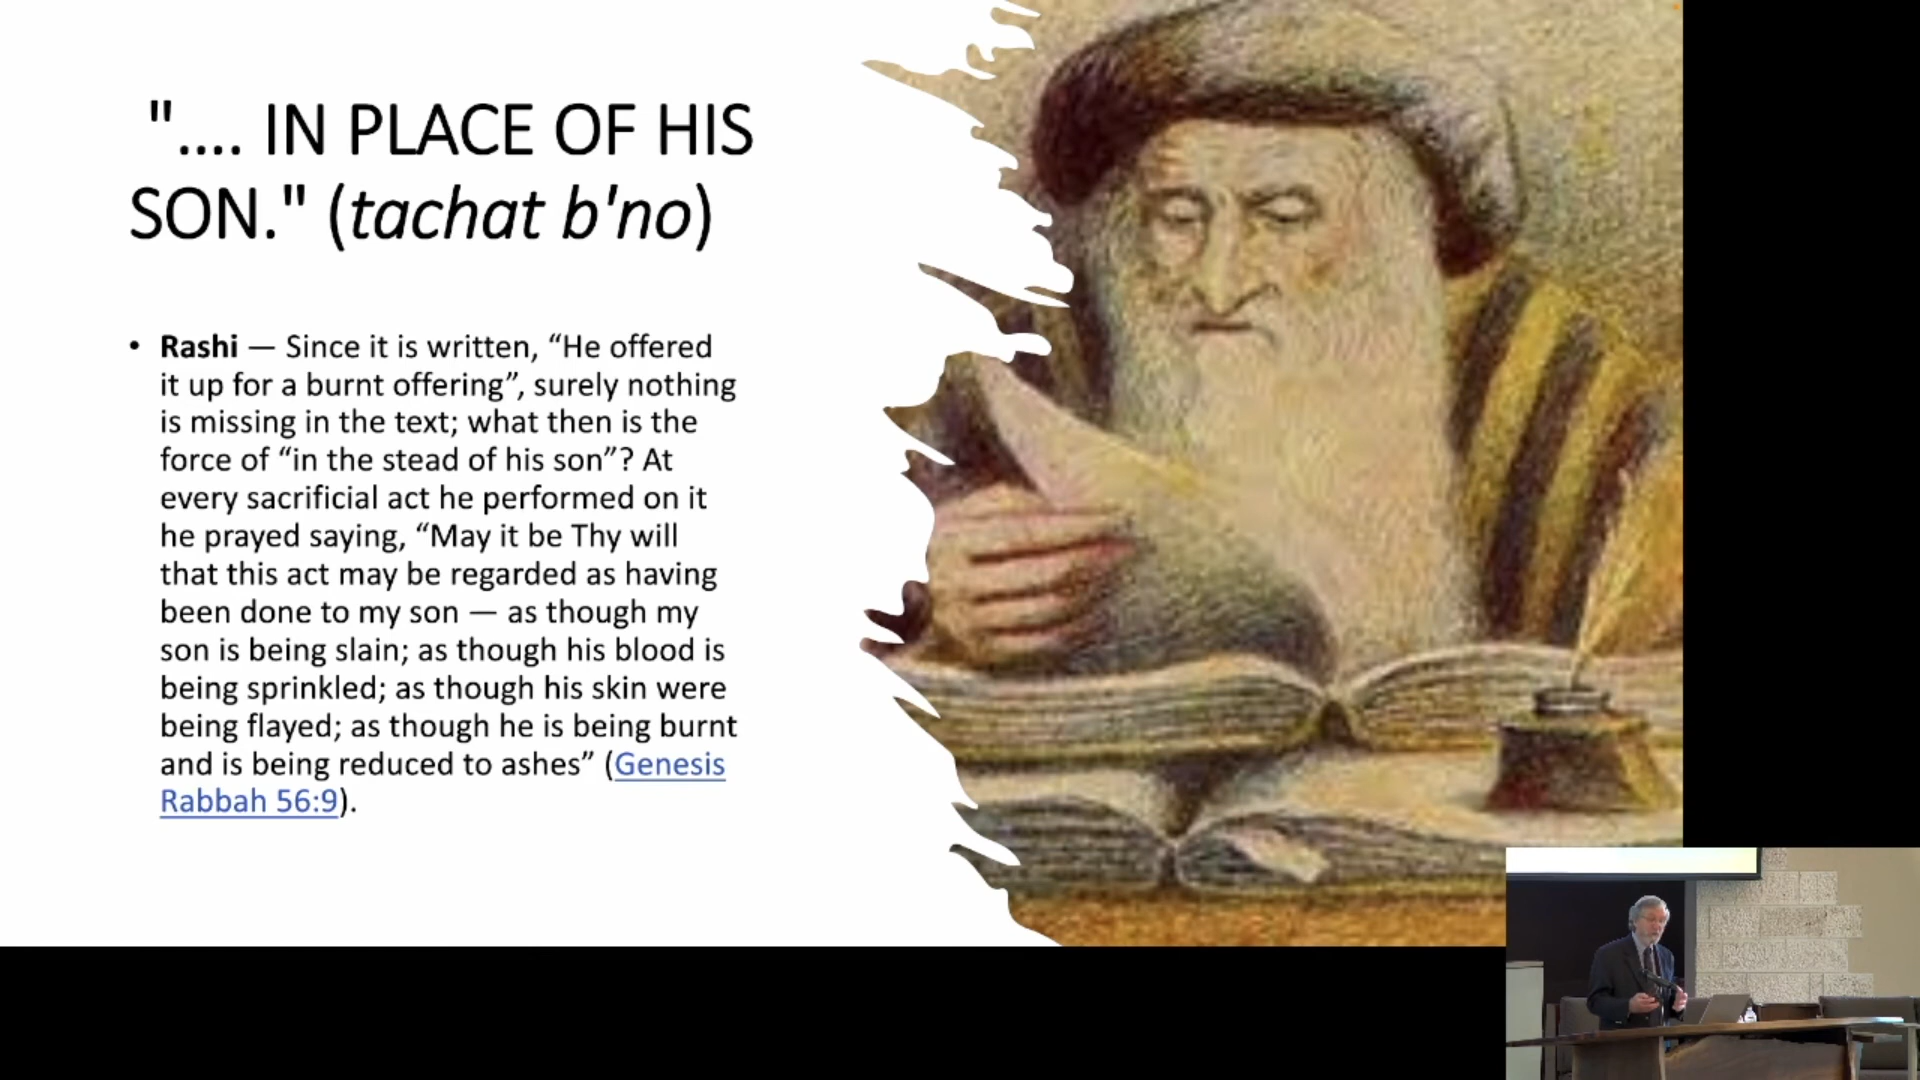 ".... IN PLACE OF HIS
SON." (tachat b'no)
• Rashi — Since it is written, “He offered
it up for a burnt offering”, surely nothing
is missing in the text; what then is the
force of “in the stead of his son”? At
every sacrificial act he performed on it
he prayed saying, “May it be Thy will
that this act may be regarded as having
been done to my son — as though my
son is being slain; as though his blood is
being sprinkled; as though his skin were
being flayed; as though he is being burnt
and is being reduced to ashes” (Genesis
Rabbah 56:9).